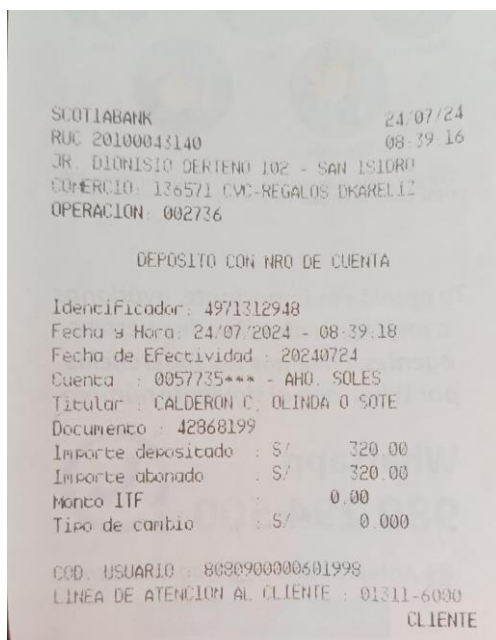 SCOTIABANK 24/07/24
RUC 20100043140 08:39:16
JR. DIONISIO DERTENO 102 - SAN ISIDRO
COMERCIO: 136571 CVC-REGALOS DKARELIZ
OPERACION: 002736
DEPOSITO CON NRO DE CUENTA
Identificador: 4971312948
Fecha y Hora: 24/07/2024 - 08:39:18
Fecha de Efectividad : 20240724
Cuenta : 0057735*** - AHO. SOLES
Titular : CALDERON C, OLINDA O SOTE
Documento : 42868199
Importe depositado : S/ 320.00
Importe abonado : S/ 320.00
Monto ITF 0.00
Tipo de cambio : S/ 0.000
COD. USUARIO : 8080900000601998
LINEA DE ATENCION AL CLIENTE : 01311-6000
CLIENTE